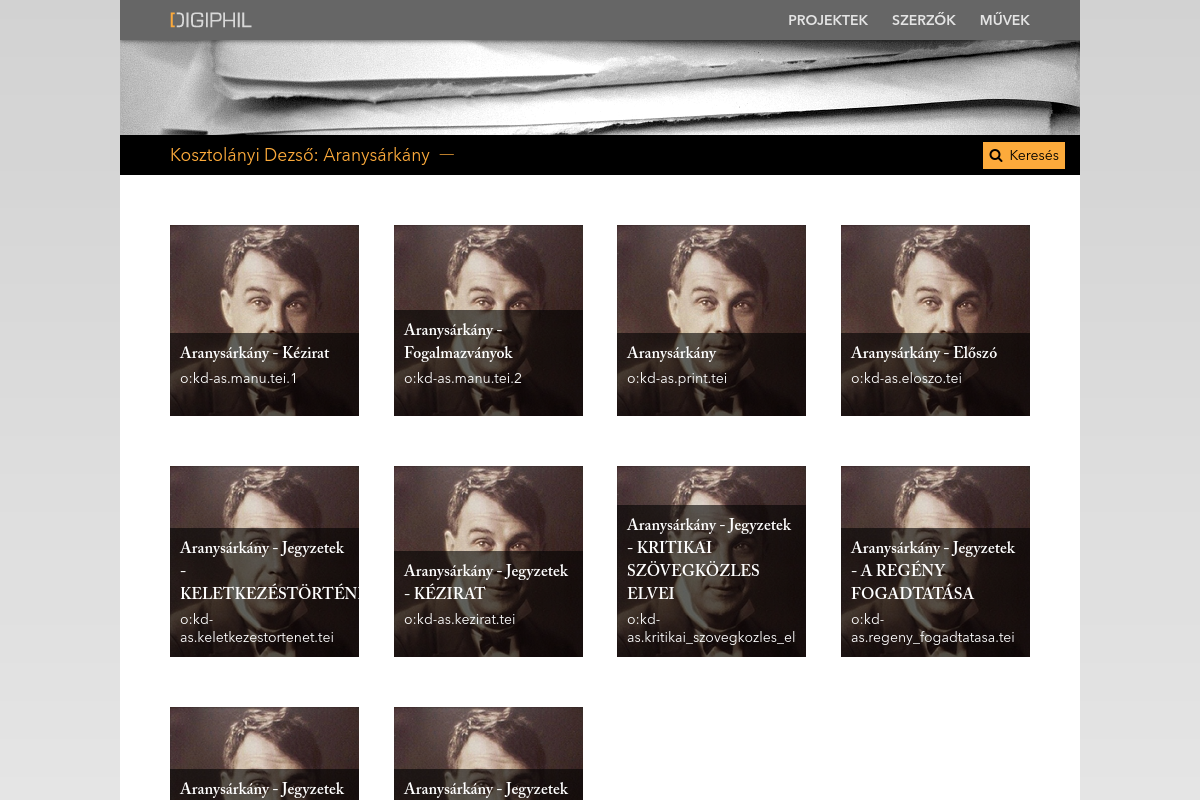 DIGIPHIL
PROJEKTEK SZERZŐK MŰVEK
Kosztolányi Dezső: Aranysárkány —
Keresés
Aranysárkány - Kézirat
o:kd-as.manu.tei.1
Aranysárkány -
Fogalmazványok
o:kd-as.manu.tei.2
Aranysárkány
o:kd-as.print.tei
Aranysárkány - Előszó
o:kd-as.eloszo.tei
Aranysárkány - Jegyzetek
-
KELETKEZÉSTÖRTÉN
o:kd-
as.keletkezestortenet.tei
Aranysárkány - Jegyzetek
- KÉZIRAT
o:kd-as.kezirat.tei
Aranysárkány - Jegyzetek
- KRITIKAI
SZÖVEGKÖZLES
ELVEI
o:kd-
as.kritikai_szovegkozles_el
Aranysárkány - Jegyzetek
- A REGÉNY
FOGADTATÁSA
o:kd-
as.regeny_fogadtatasa.tei
Aranysárkány - Jegyzetek
Aranysárkány - Jegyzetek